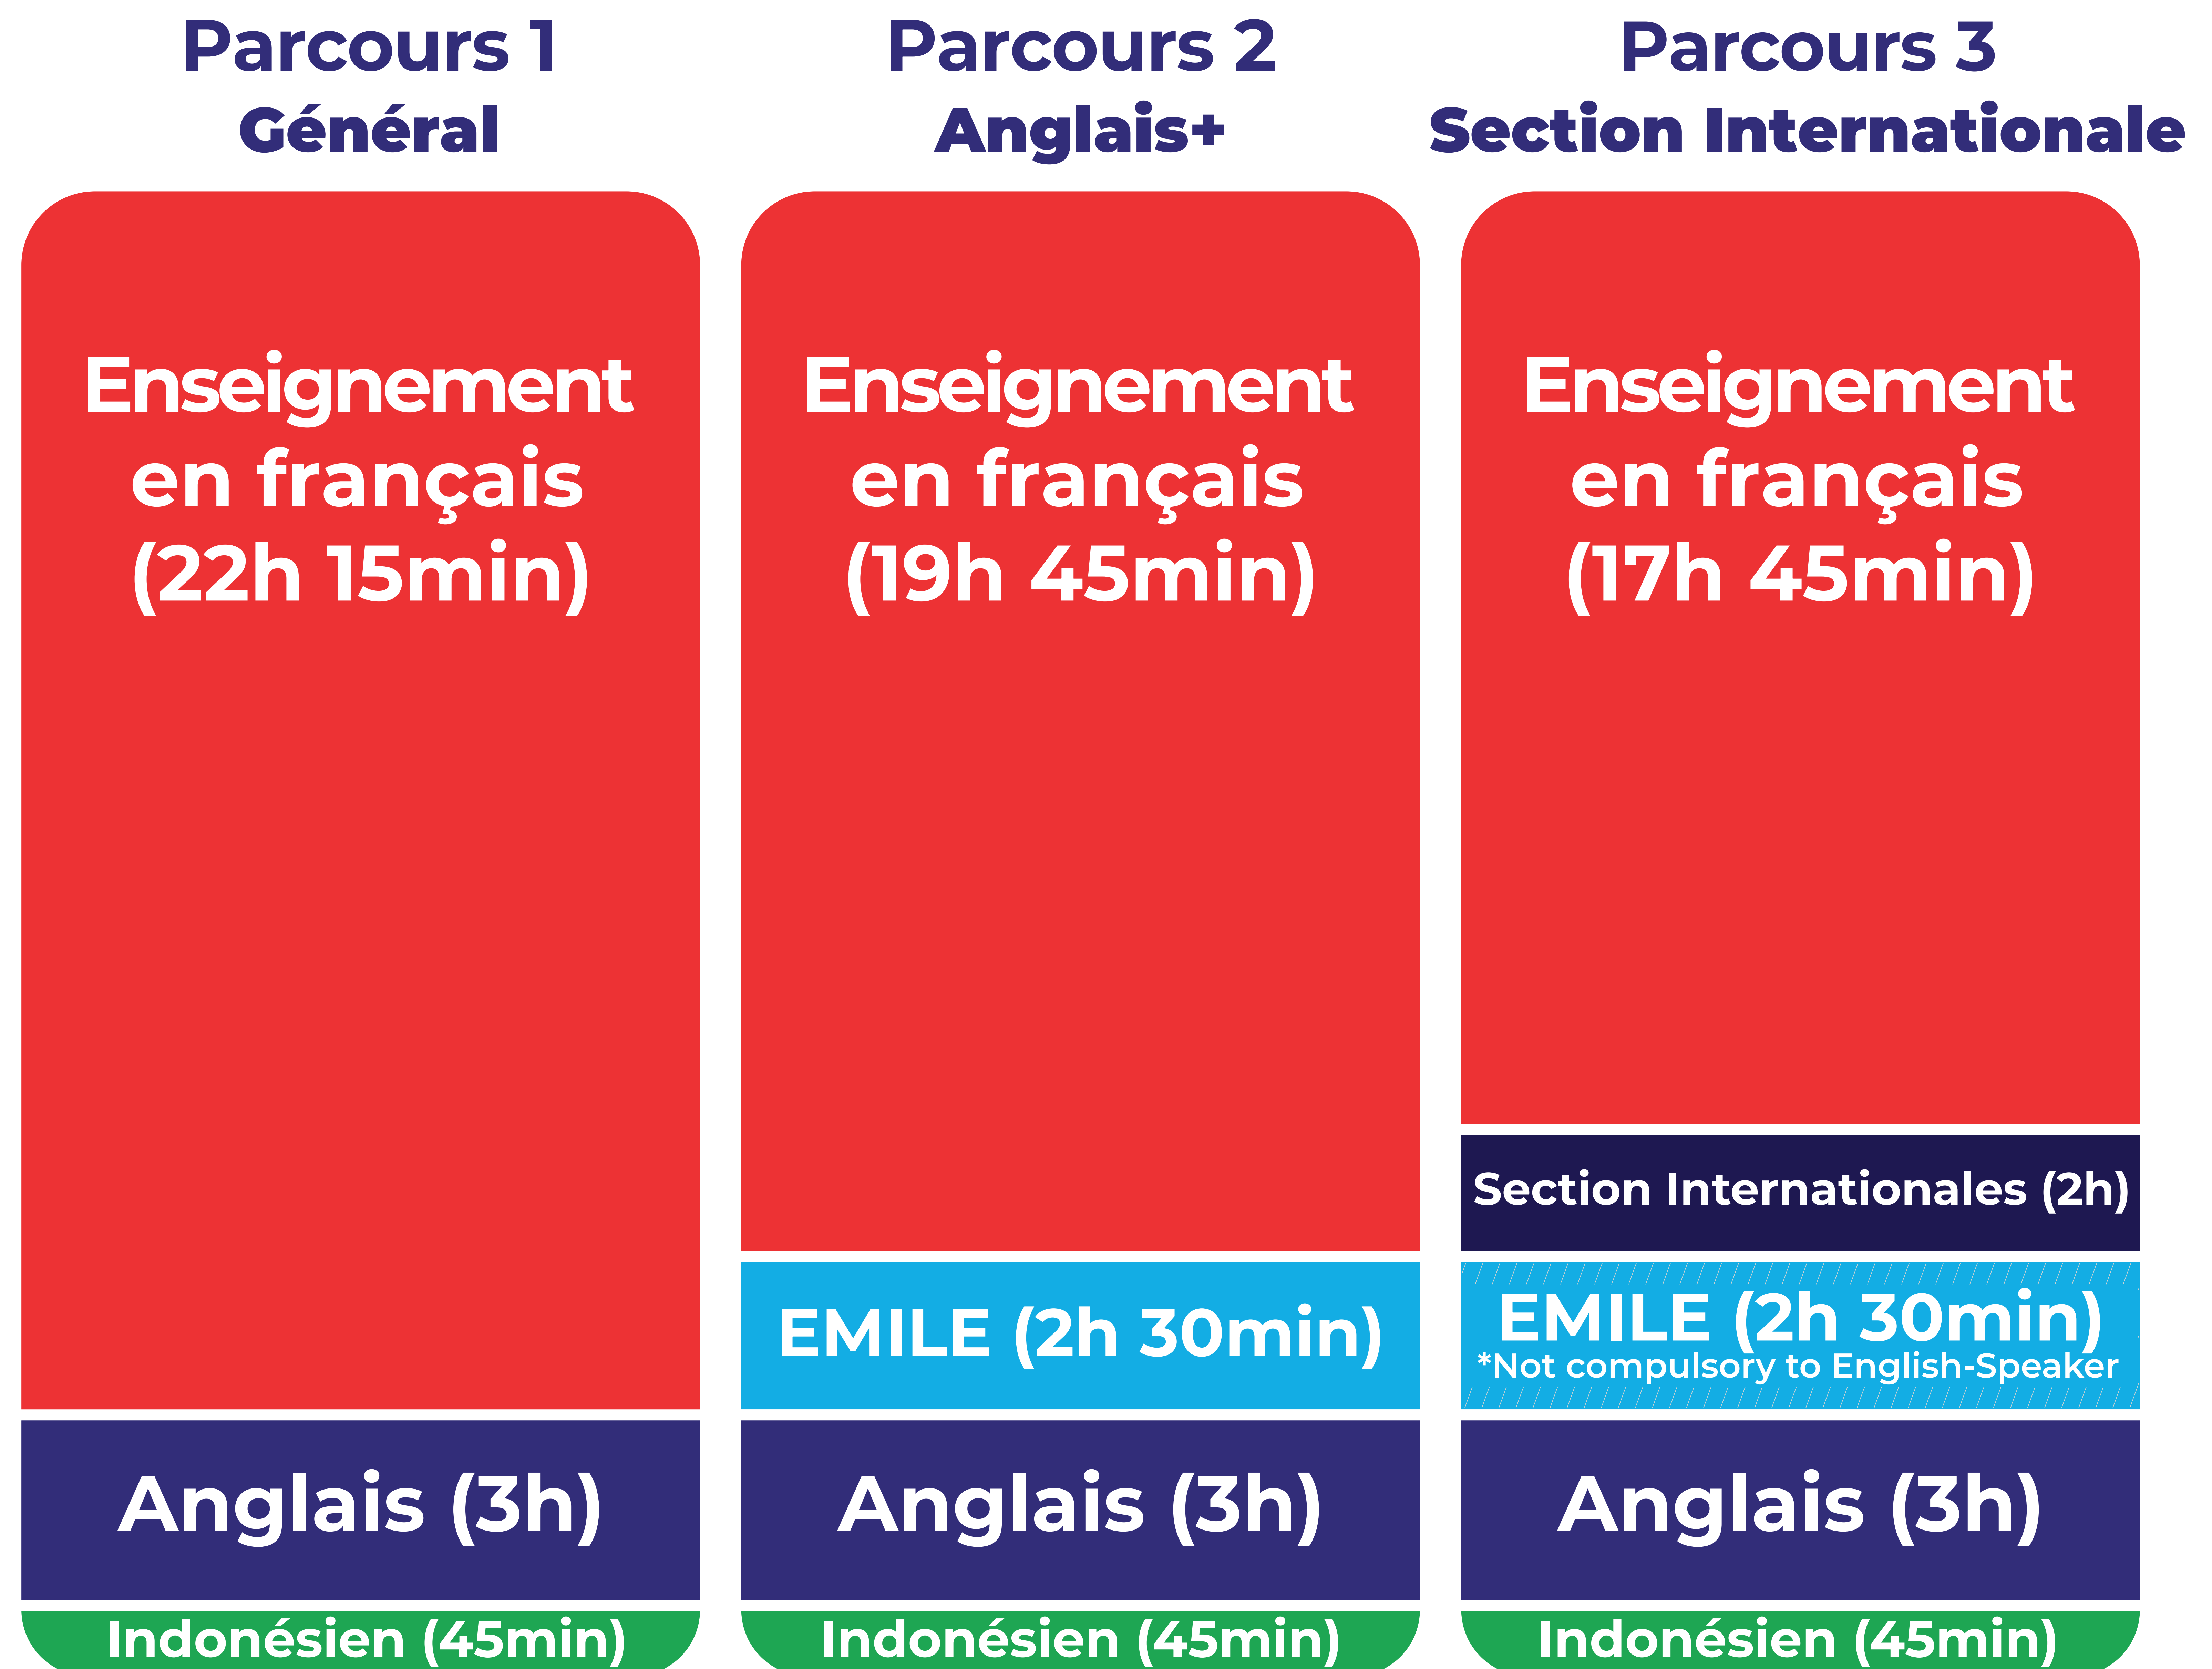 Parcours 1
Général
Enseignement
en français
(22h 15min)
Anglais (3h)
Indonésien (45min)
Parcours 2
Anglais+
Enseignement
en français
(19h 45min)
EMILE (2h 30min)
Anglais (3h)
Indonésien (45min)
Parcours 3
Section Internationale
Enseignement
en français
(17h 45min)
Section Internationales (2h)
EMILE (2h 30min)
*Not compulsory to English-Speaker
Anglais (3h)
Indonésien (45min)